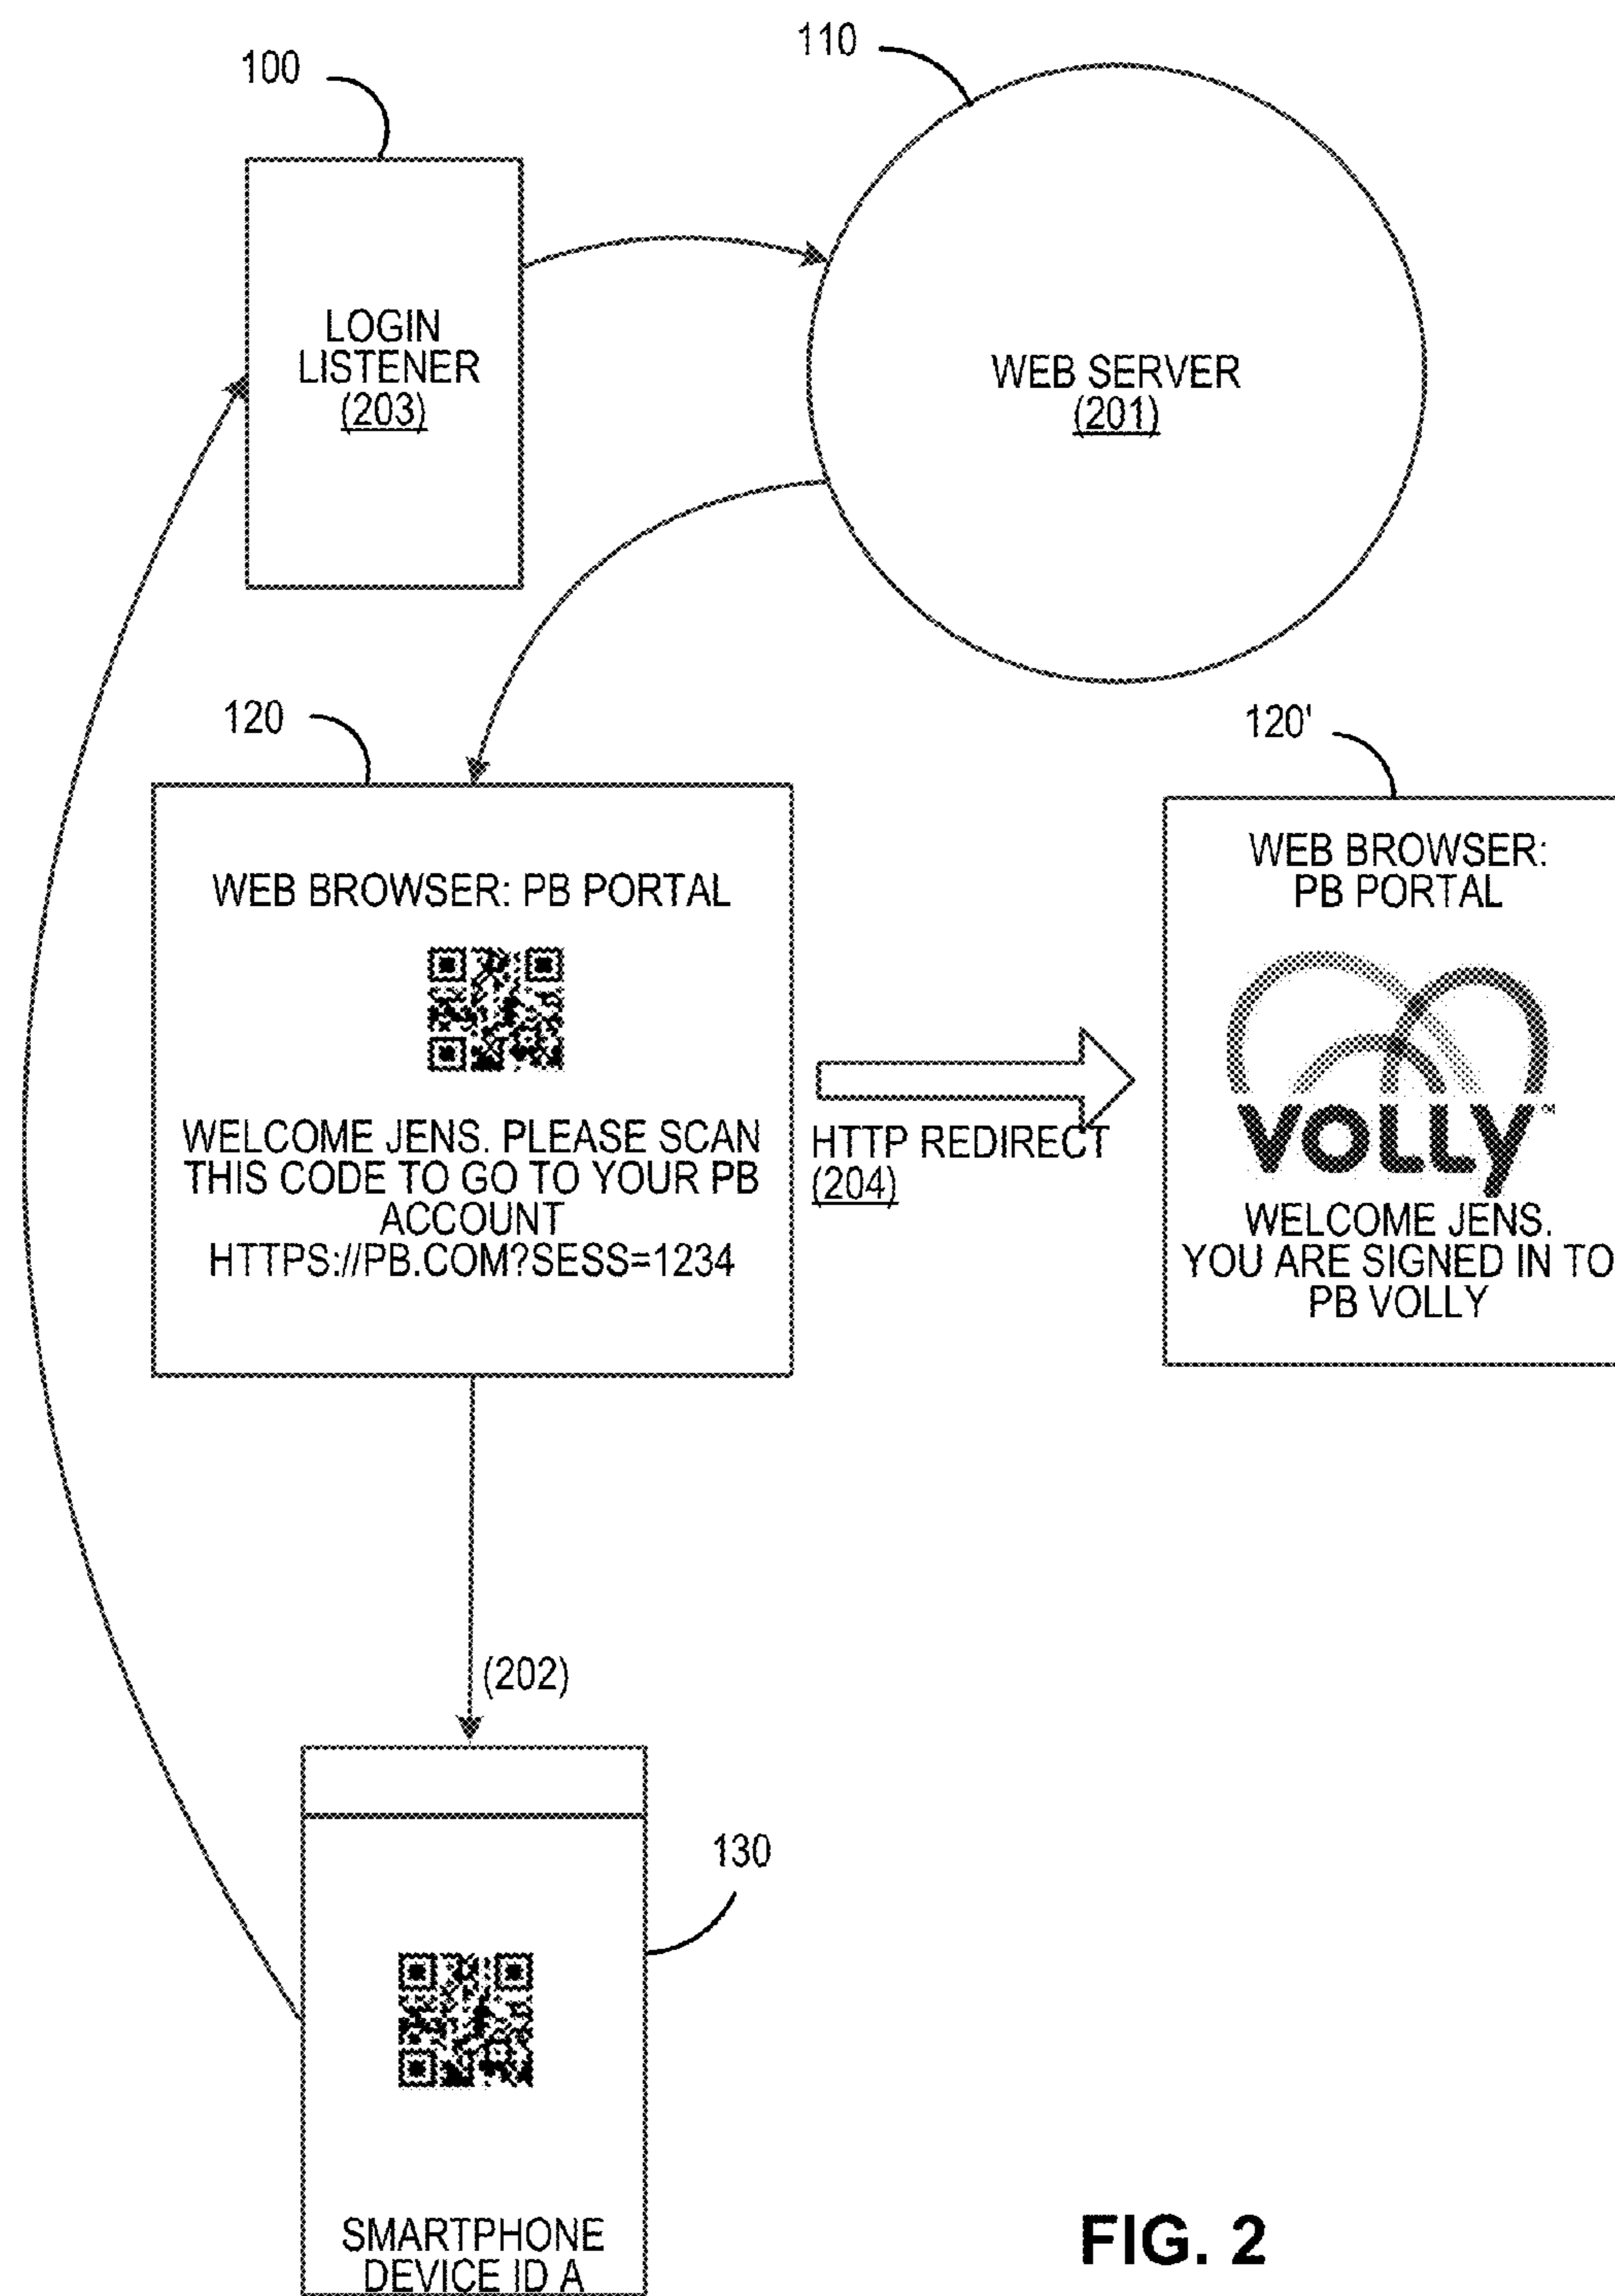 110
100
LOGIN
LISTENER
(203)
WEB SERVER
(201)
120
120'
WEB BROWSER: PB PORTAL
WELCOME JENS. PLEASE SCAN
THIS CODE TO GO TO YOUR PB
ACCOUNT
HTTPS://PB.COM?SESS=1234
HTTP REDIRECT
(204)
WEB BROWSER:
PB PORTAL
VOLLY™
WELCOME JENS.
YOU ARE SIGNED IN TO
PB VOLLY
(202)
130
SMARTPHONE
DEVICE ID A
FIG. 2